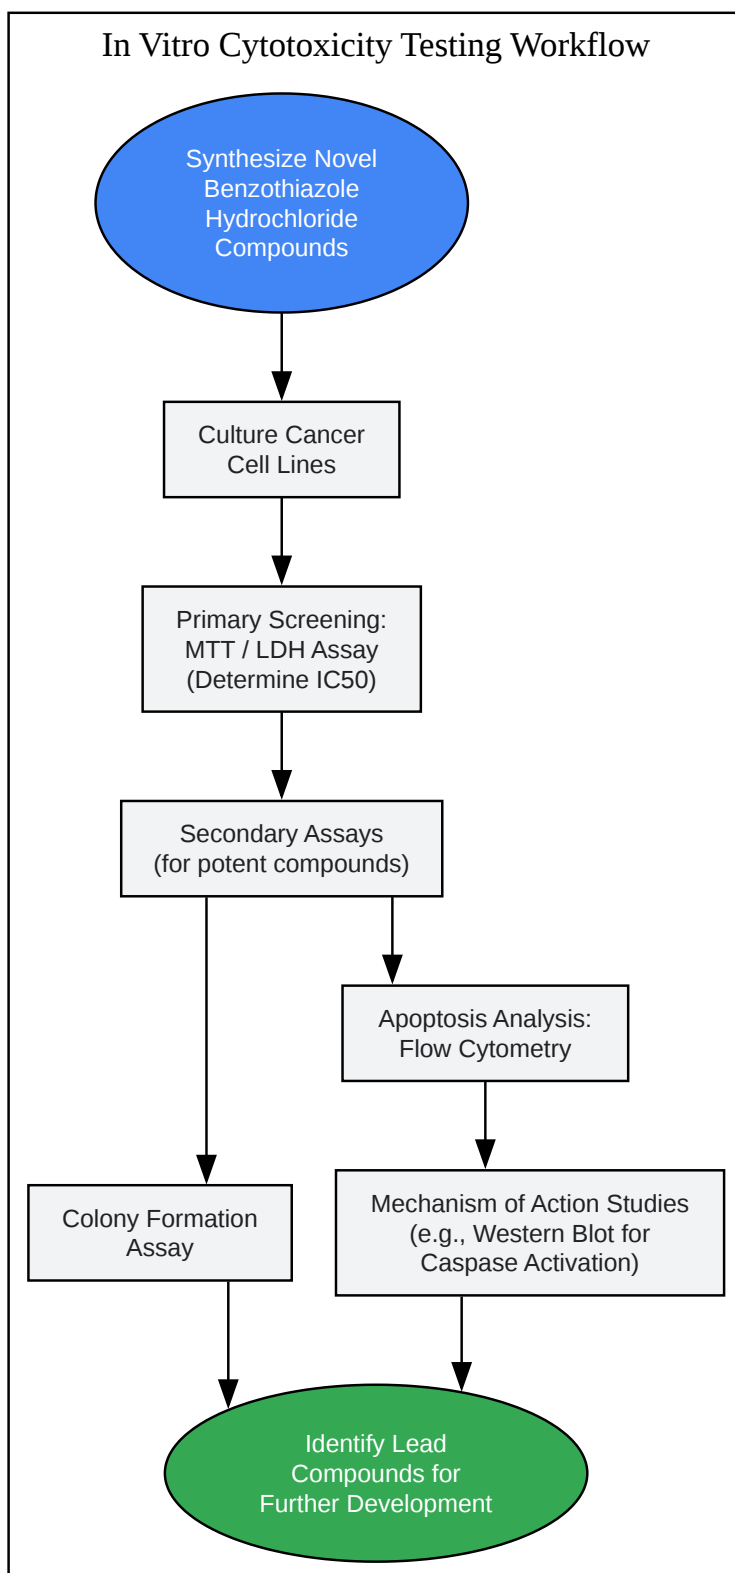 In Vitro Cytotoxicity Testing Workflow
Synthesize Novel
Benzothiazole
Hydrochloride
Compounds
Culture Cancer
Cell Lines
Primary Screening:
MTT / LDH Assay
(Determine IC50)
Secondary Assays
(for potent compounds)
Apoptosis Analysis:
Flow Cytometry
Colony Formation
Assay
Mechanism of Action Studies
(e.g., Western Blot for
Caspase Activation)
Identify Lead
Compounds for
Further Development